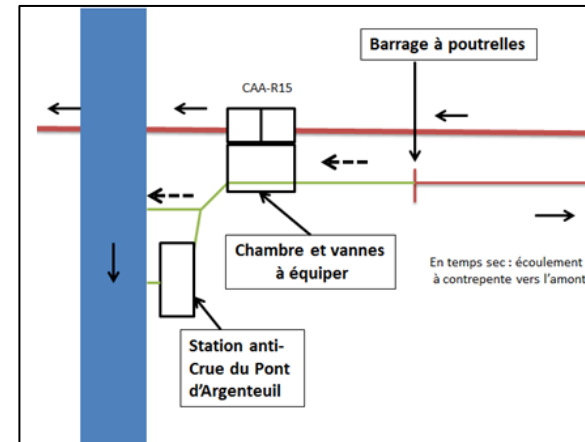 Barrage à poutrelles
CAA-R15
Chambre et vannes
à équiper
En temps sec : écoulement
à contrepente vers l'amont
Station anti-
Crue du Pont
d'Argenteuil